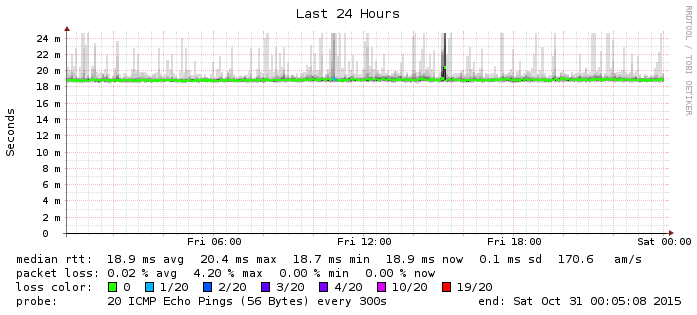 Last 24 Hours
RRDTOOL / TOBI OETIKER
Seconds
24 m
22 m
20 m
18 m
16 m
14 m
12 m
10 m
8 m
6 m
4 m
2 m
0
Fri 06:00 Fri 12:00 Fri 18:00 Sat 00:00
median rtt: 18.9 ms avg 20.4 ms max 18.7 ms min 18.9 ms now 0.1 ms sd 170.6 am/s
packet loss: 0.02 % avg 4.20 % max 0.00 % min 0.00 % now
loss color: 0 1/20 2/20 3/20 4/20 10/20 19/20
probe: 20 ICMP Echo Pings (56 Bytes) every 300s end: Sat Oct 31 00:05:08 2015